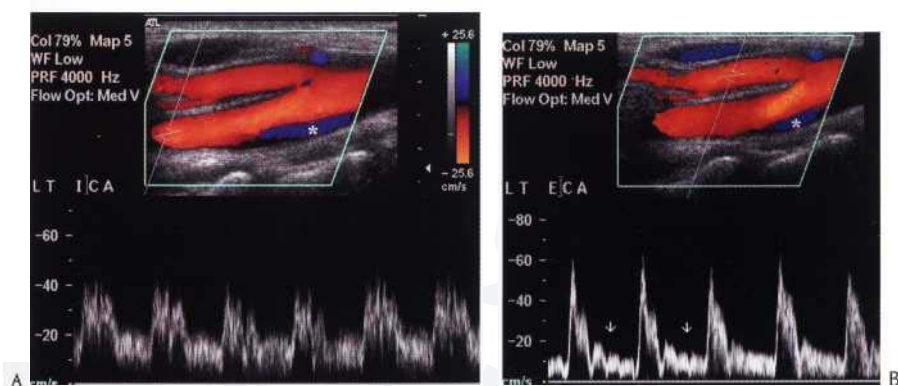 ATL
Col 79% Map 5
WF Low
PRF 4000 Hz
Flow Opt: Med V
+ 25.6
- 25.6
cm/s
*
LT ICA
-60 -
-40 -
-20 -
cm/s
A
Col 79% Map 5
WF Low
PRF 4000 Hz
Flow Opt: Med V
*
LT ECA
-80 -
-60 -
-40 -
-20 -
cm/s
B